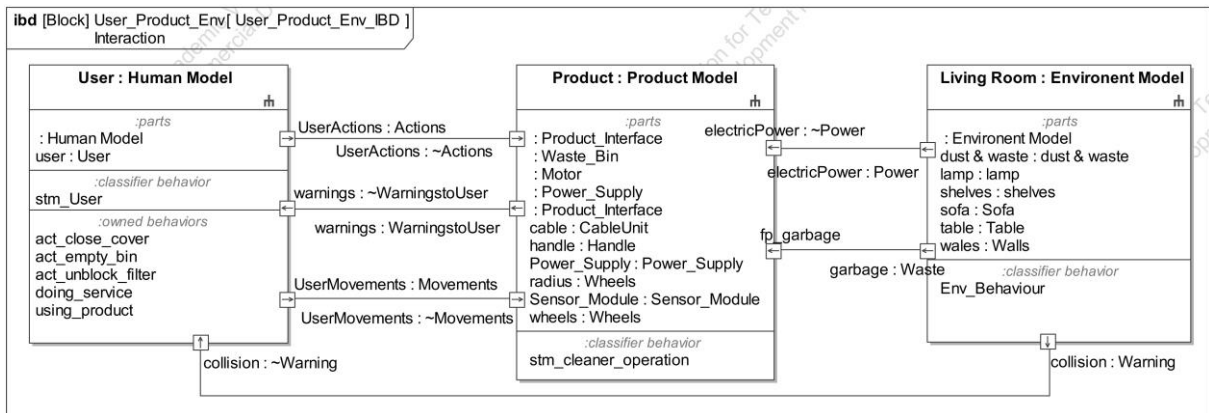 ibd [Block] User_Product_Env[ User_Product_Env_IBD ]
Interaction
User : Human Model
:parts
: Human Model
user : User
:classifier behavior
stm_User
:owned behaviors
act_close_cover
act_empty_bin
act_unblock_filter
doing_service
using_product
UserActions : Actions
UserActions : ~Actions
warnings : ~WarningstoUser
warnings : WarningstoUser
UserMovements : Movements
UserMovements : ~Movements
collision : ~Warning
Product : Product Model
:parts
: Product_Interface
: Waste_Bin
: Motor
: Power_Supply
: Product_Interface
cable : CableUnit
handle : Handle
Power_Supply : Power_Supply
radius : Wheels
Sensor_Module : Sensor_Module
wheels : Wheels
:classifier behavior
stm_cleaner_operation
electricPower : ~Power
electricPower : Power
fp_garbage
garbage : Waste
Living Room : Environent Model
:parts
: Environent Model
dust & waste : dust & waste
lamp : lamp
shelves : shelves
sofa : Sofa
table : Table
wales : Walls
:classifier behavior
Env_Behaviour
collision : Warning